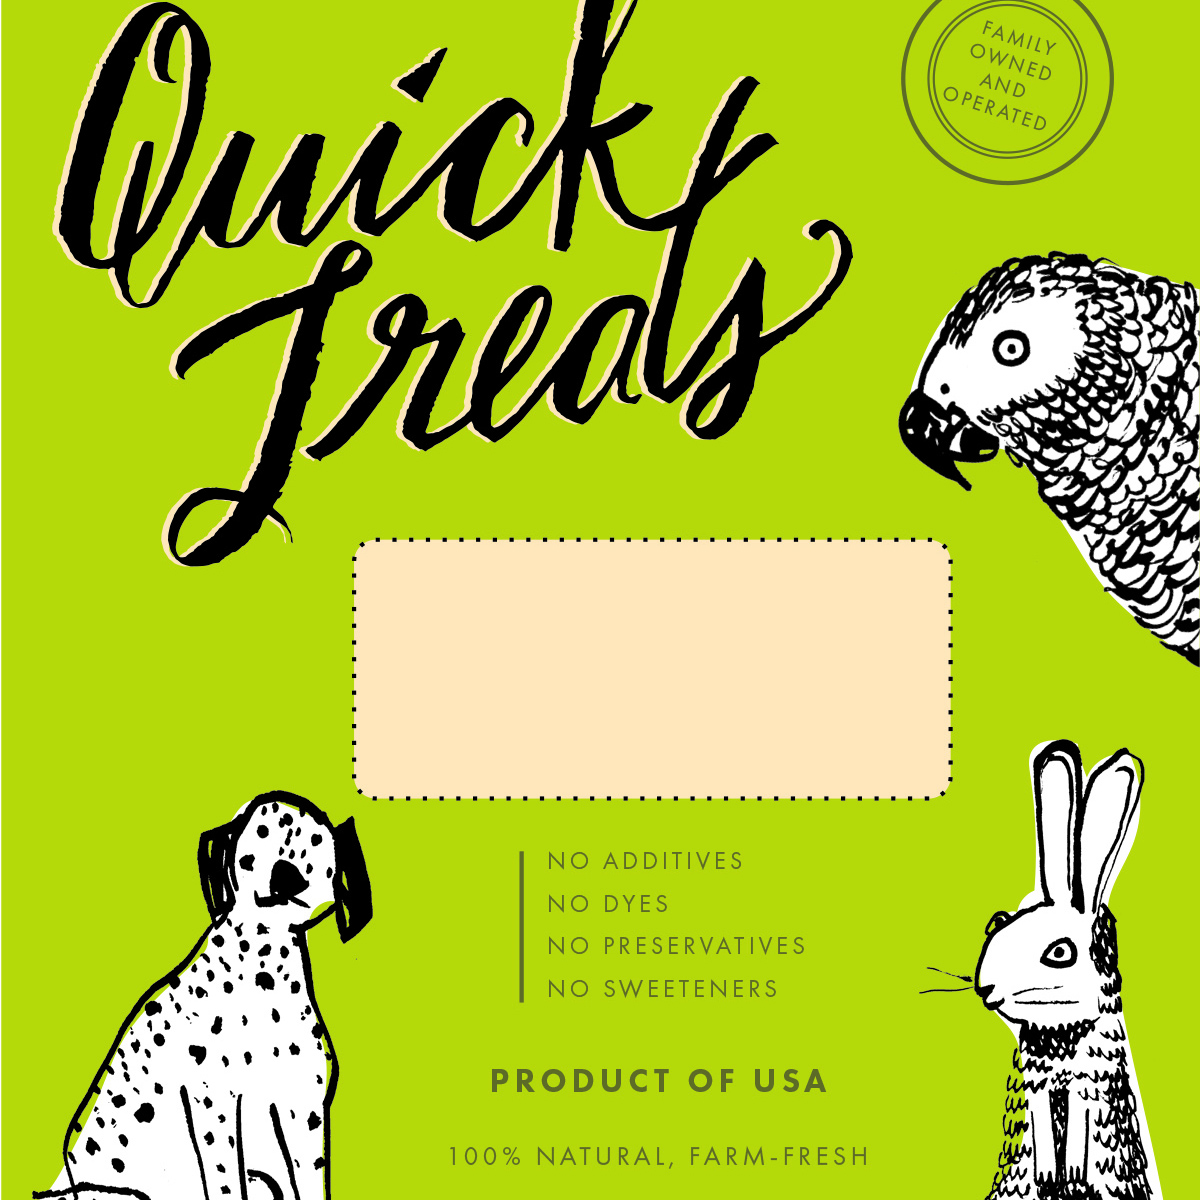 Quick
Treats
FAMILY
OWNED
AND
OPERATED
NO ADDITIVES
NO DYES
NO PRESERVATIVES
NO SWEETENERS
PRODUCT OF USA
100% NATURAL, FARM-FRESH